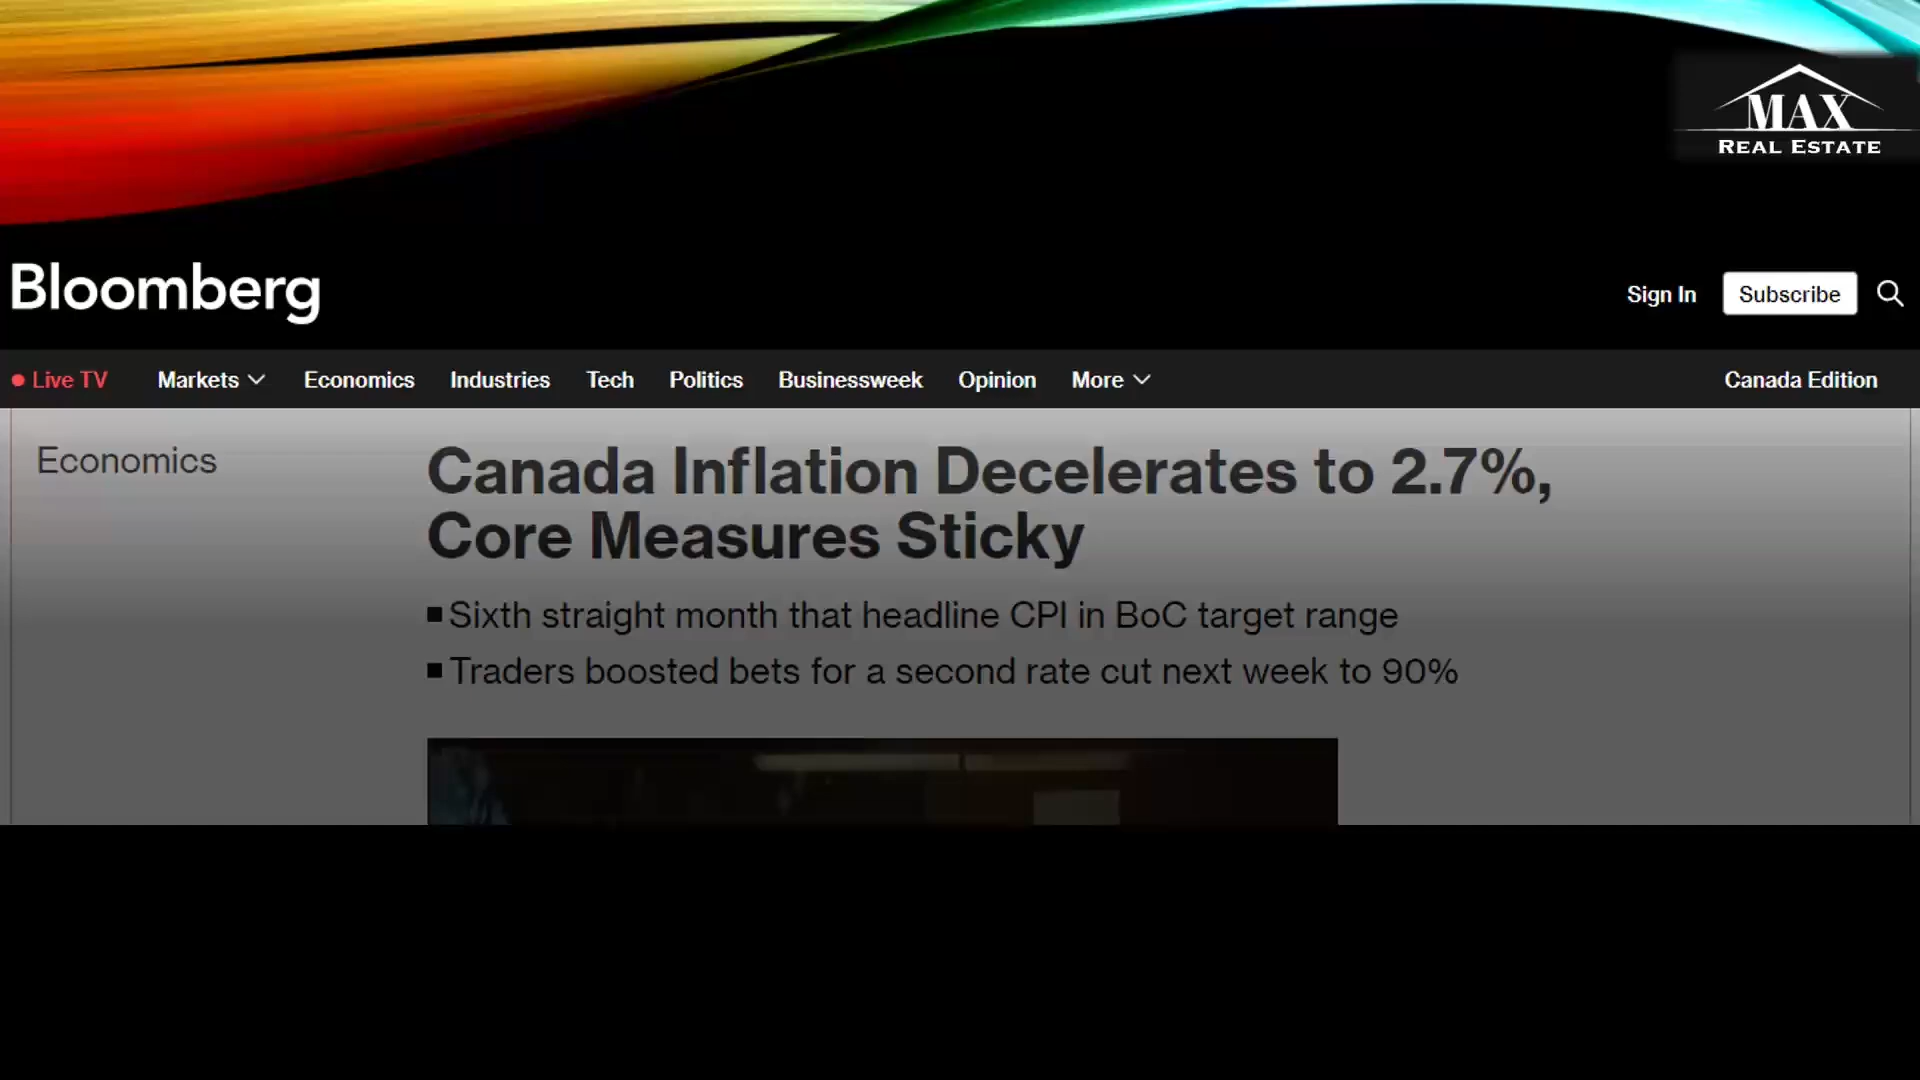 MAX
REAL ESTATE
Bloomberg
Sign In
Subscribe
Live TV
Markets
Economics
Industries
Tech
Politics
Businessweek
Opinion
More
Canada Edition
Economics
Canada Inflation Decelerates to 2.7%,
Core Measures Sticky
Sixth straight month that headline CPI in BoC target range
Traders boosted bets for a second rate cut next week to 90%